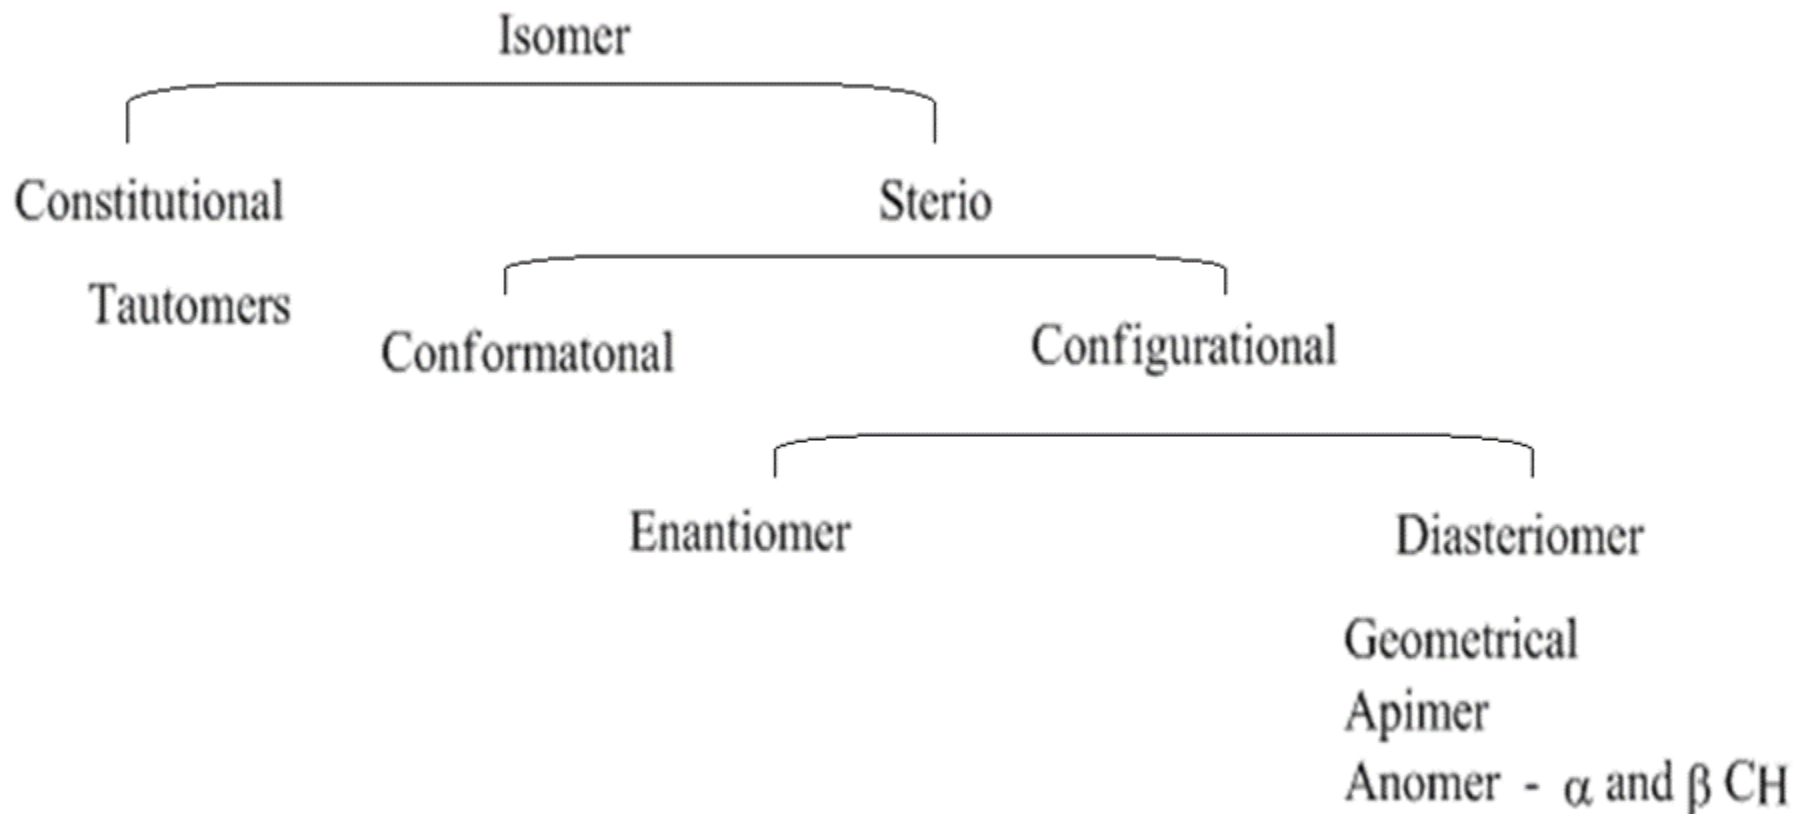 Isomer
Constitutional
Sterio
Tautomers
Conformatonal
Configurational
Enantiomer
Diasteriomer
Geometrical
Apimer
Anomer - α and β CH